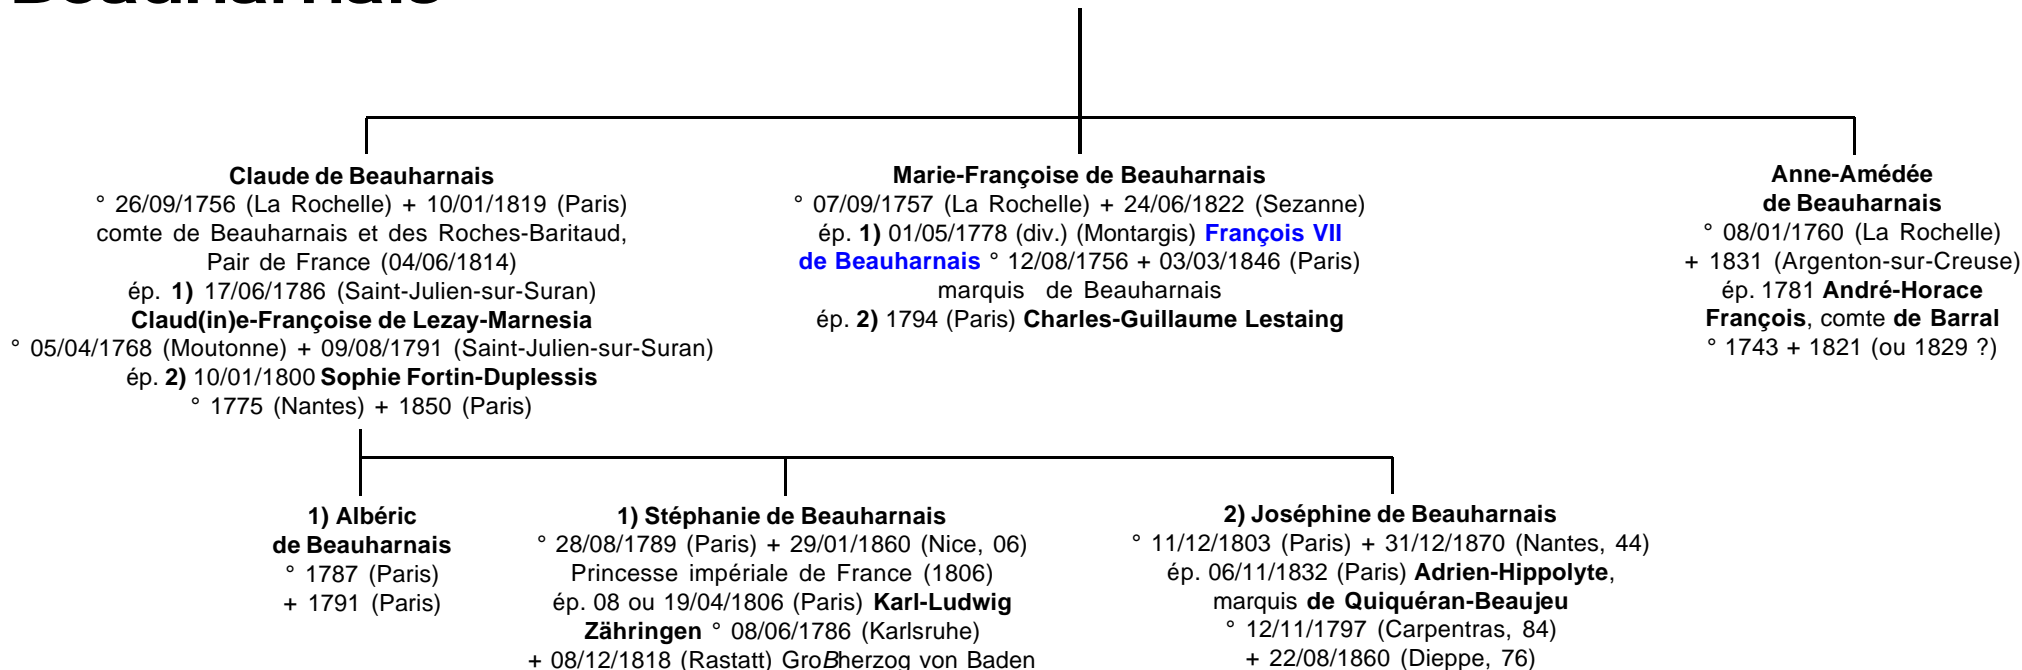 Beauharnais
Claude de Beauharnais
° 26/09/1756 (La Rochelle) + 10/01/1819 (Paris)
comte de Beauharnais et des Roches-Baritaud,
Pair de France (04/06/1814)
ép. 1) 17/06/1786 (Saint-Julien-sur-Suran)
Claud(in)e-Françoise de Lezay-Marnesia
° 05/04/1768 (Moutonne) + 09/08/1791 (Saint-Julien-sur-Suran)
ép. 2) 10/01/1800 Sophie Fortin-Duplessis
° 1775 (Nantes) + 1850 (Paris)
Marie-Françoise de Beauharnais
° 07/09/1757 (La Rochelle) + 24/06/1822 (Sezanne)
ép. 1) 01/05/1778 (div.) (Montargis) François VII
de Beauharnais ° 12/08/1756 + 03/03/1846 (Paris)
marquis de Beauharnais
ép. 2) 1794 (Paris) Charles-Guillaume Lestaing
Anne-Amédée
de Beauharnais
° 08/01/1760 (La Rochelle)
+ 1831 (Argenton-sur-Creuse)
ép. 1781 André-Horace
François, comte de Barral
° 1743 + 1821 (ou 1829 ?)
1) Albéric
de Beauharnais
° 1787 (Paris)
+ 1791 (Paris)
1) Stéphanie de Beauharnais
° 28/08/1789 (Paris) + 29/01/1860 (Nice, 06)
Princesse impériale de France (1806)
ép. 08 ou 19/04/1806 (Paris) Karl-Ludwig
Zähringen ° 08/06/1786 (Karlsruhe)
+ 08/12/1818 (Rastatt) GroBherzog von Baden
2) Joséphine de Beauharnais
° 11/12/1803 (Paris) + 31/12/1870 (Nantes, 44)
ép. 06/11/1832 (Paris) Adrien-Hippolyte,
marquis de Quiquéran-Beaujeu
° 12/11/1797 (Carpentras, 84)
+ 22/08/1860 (Dieppe, 76)